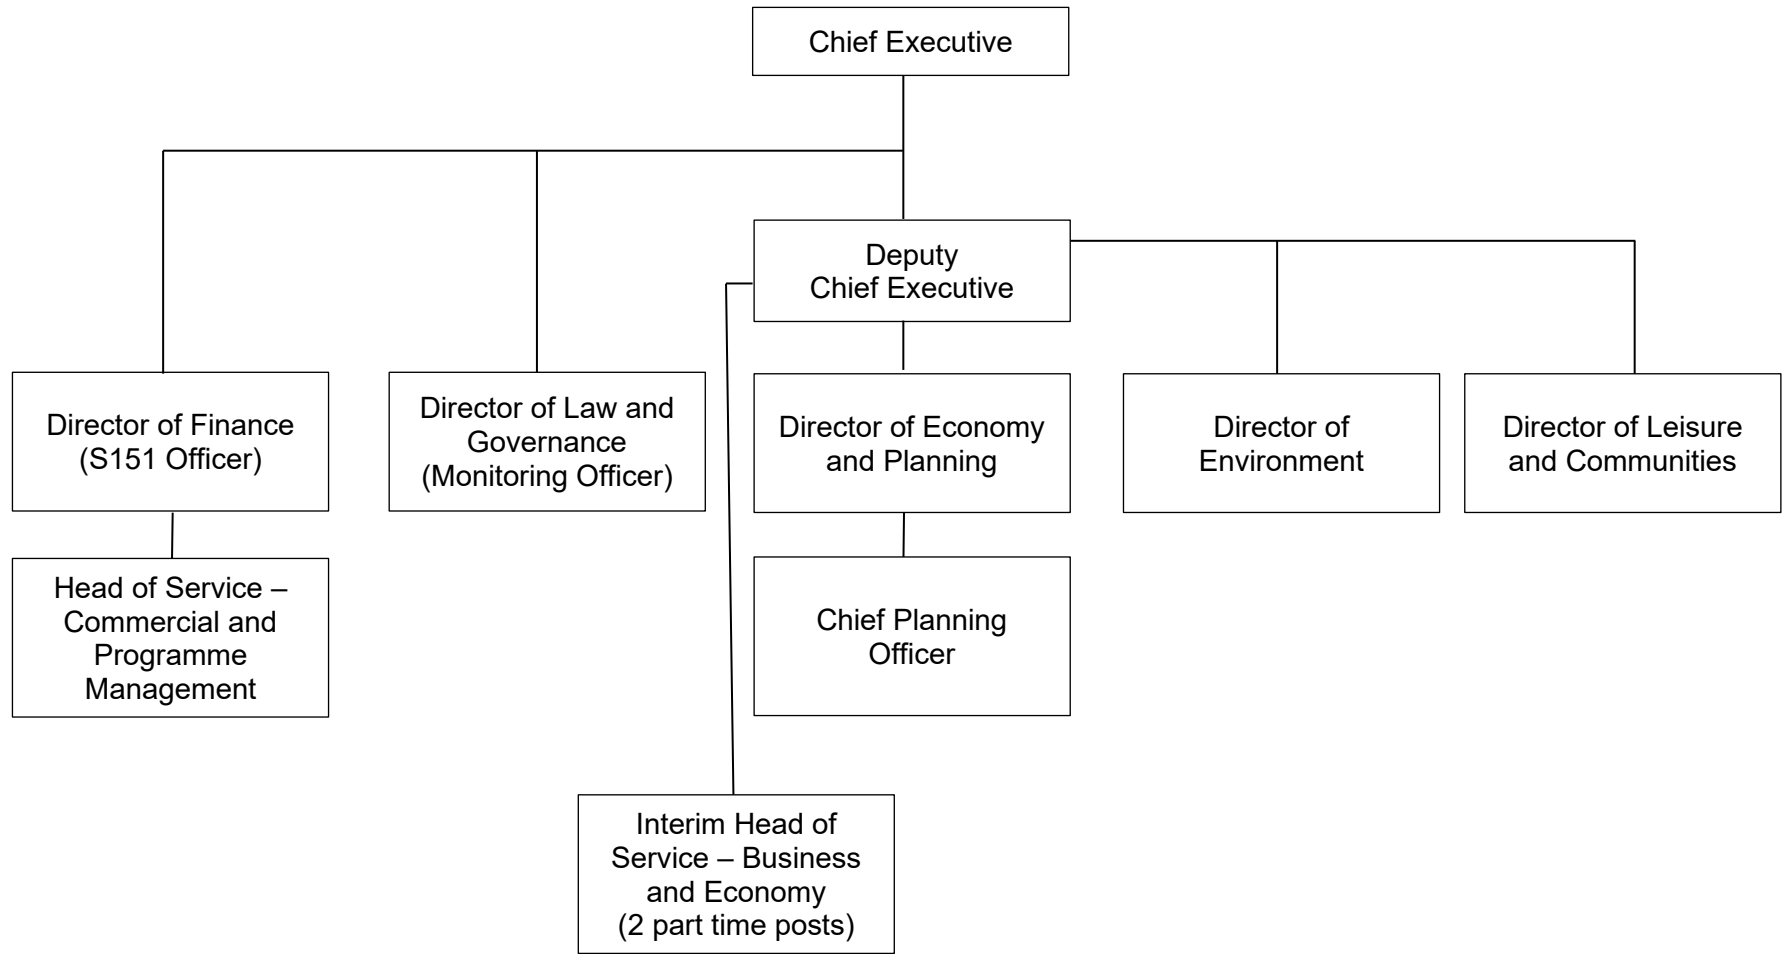 Chief Executive
Deputy
Chief Executive
Director of Finance
(S151 Officer)
Director of Law and
Governance
(Monitoring Officer)
Director of Economy
and Planning
Director of
Environment
Director of Leisure
and Communities
Head of Service –
Commercial and
Programme
Management
Chief Planning
Officer
Interim Head of
Service – Business
and Economy
(2 part time posts)